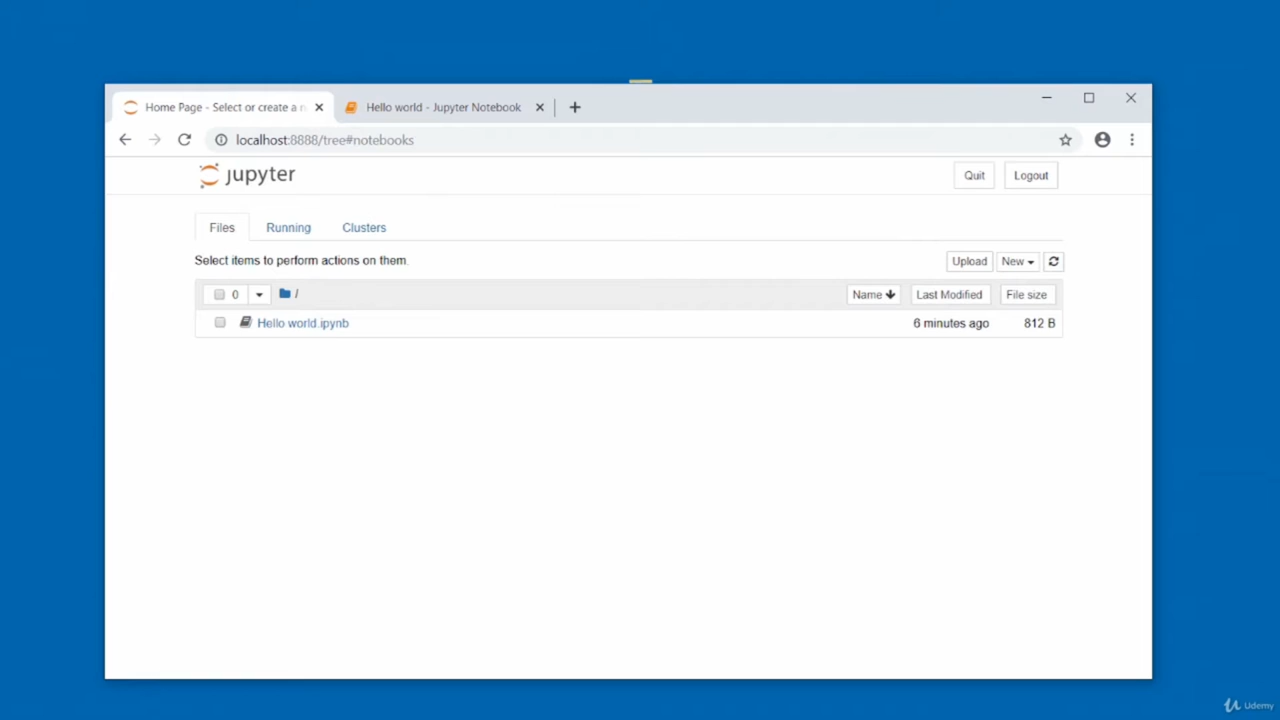 Home Page - Select or create a n
Hello world - Jupyter Notebook
localhost:8888/tree#notebooks
jupyter
Quit
Logout
Files
Running
Clusters
Select items to perform actions on them.
Upload
New
0
/
Name
Last Modified
File size
Hello world.ipynb
6 minutes ago
812 B
Udemy